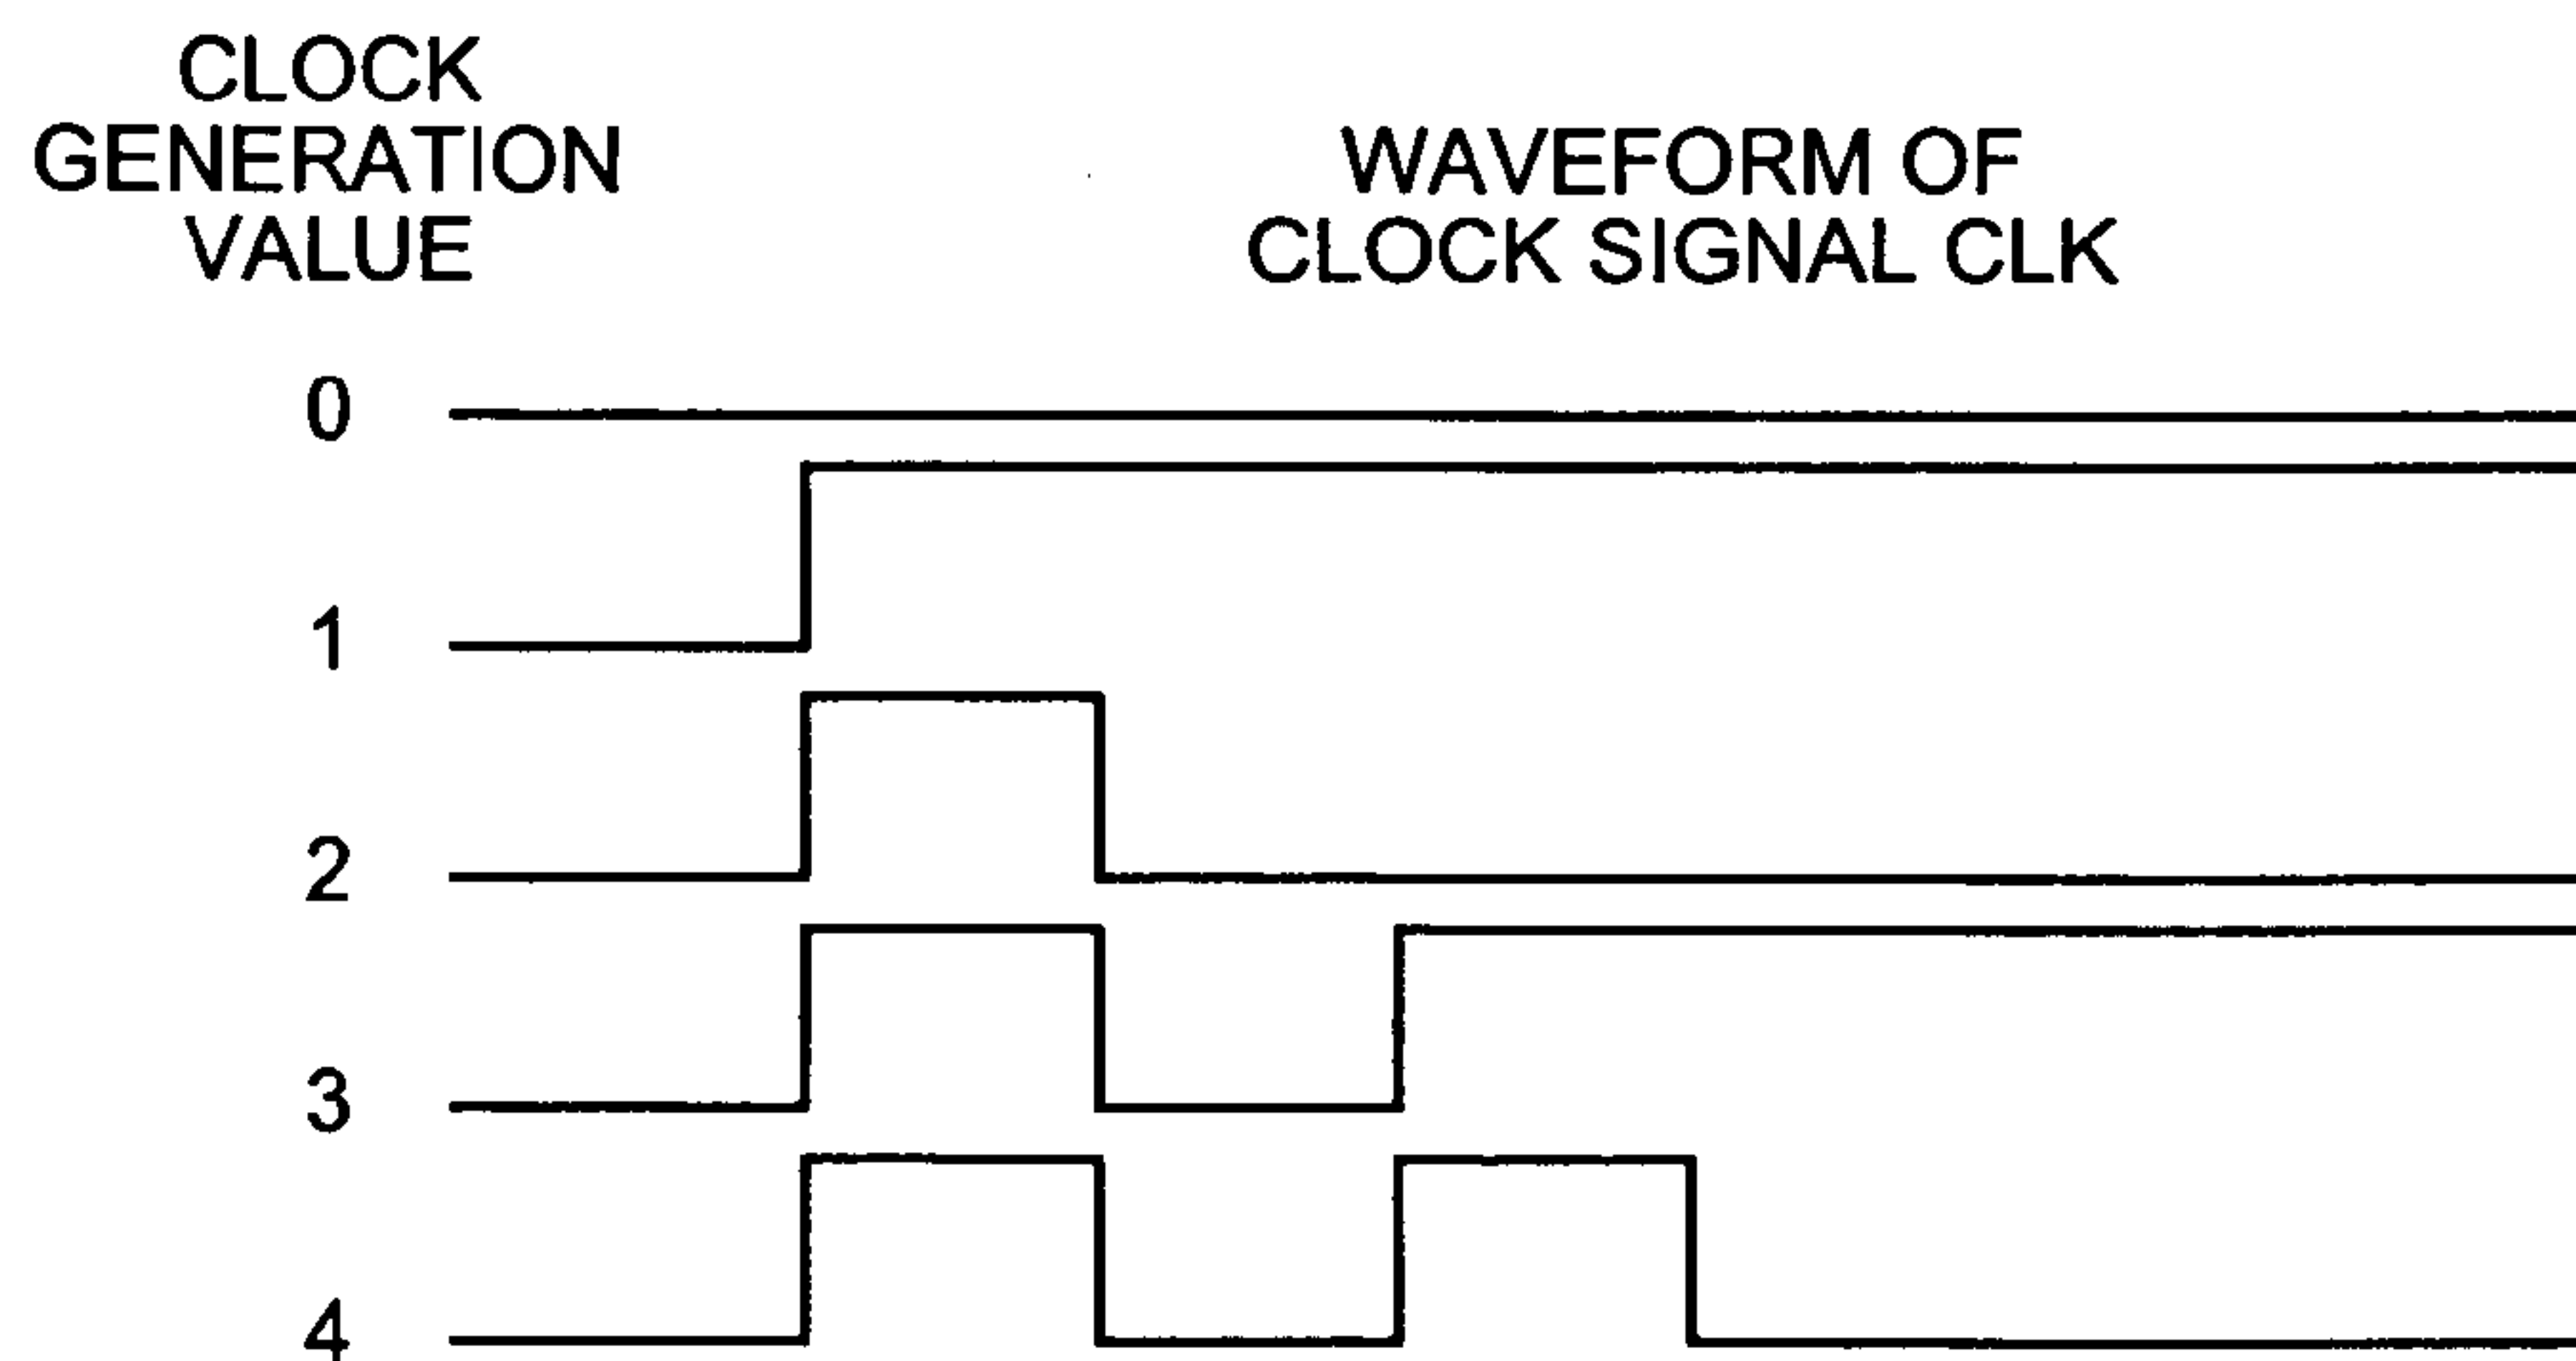 CLOCK
GENERATION
VALUE
WAVEFORM OF
CLOCK SIGNAL CLK
0
1
2
3
4